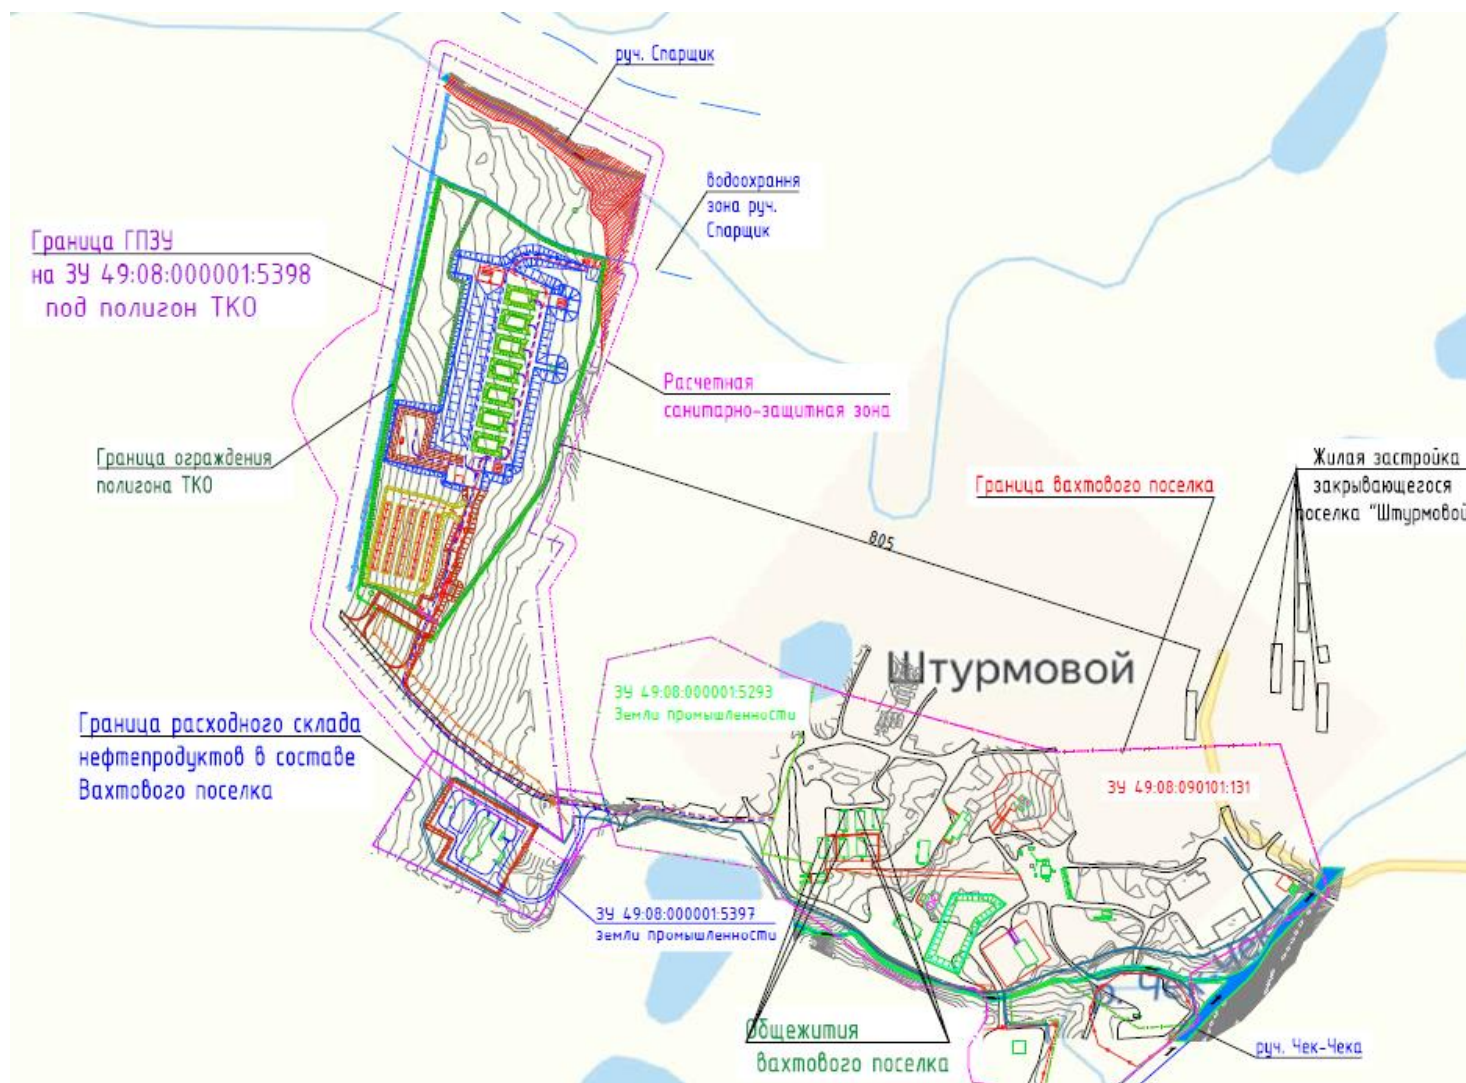 руч. Спарщик
водоохрання
зона руч.
Спарщик
Граница ГПЗУ
на ЗУ 49:08:000001:5398
под полигон ТКО
Расчетная
санитарно-защитная зона
Граница ограждения
полигона ТКО
Жилая застройка
закрывающегося
поселка "Штурмовой
Граница вахтового поселка
805
Штурмовой
ЗУ 49:08:000001:5293
Земли промышленности
Граница расходного склада
нефтепродуктов в составе
Вахтового поселка
ЗУ 49:08:090101:131
ЗУ 49:08:000001:5397
земли промышленности
Общежития
вахтового поселка
руч. Чек-Чека